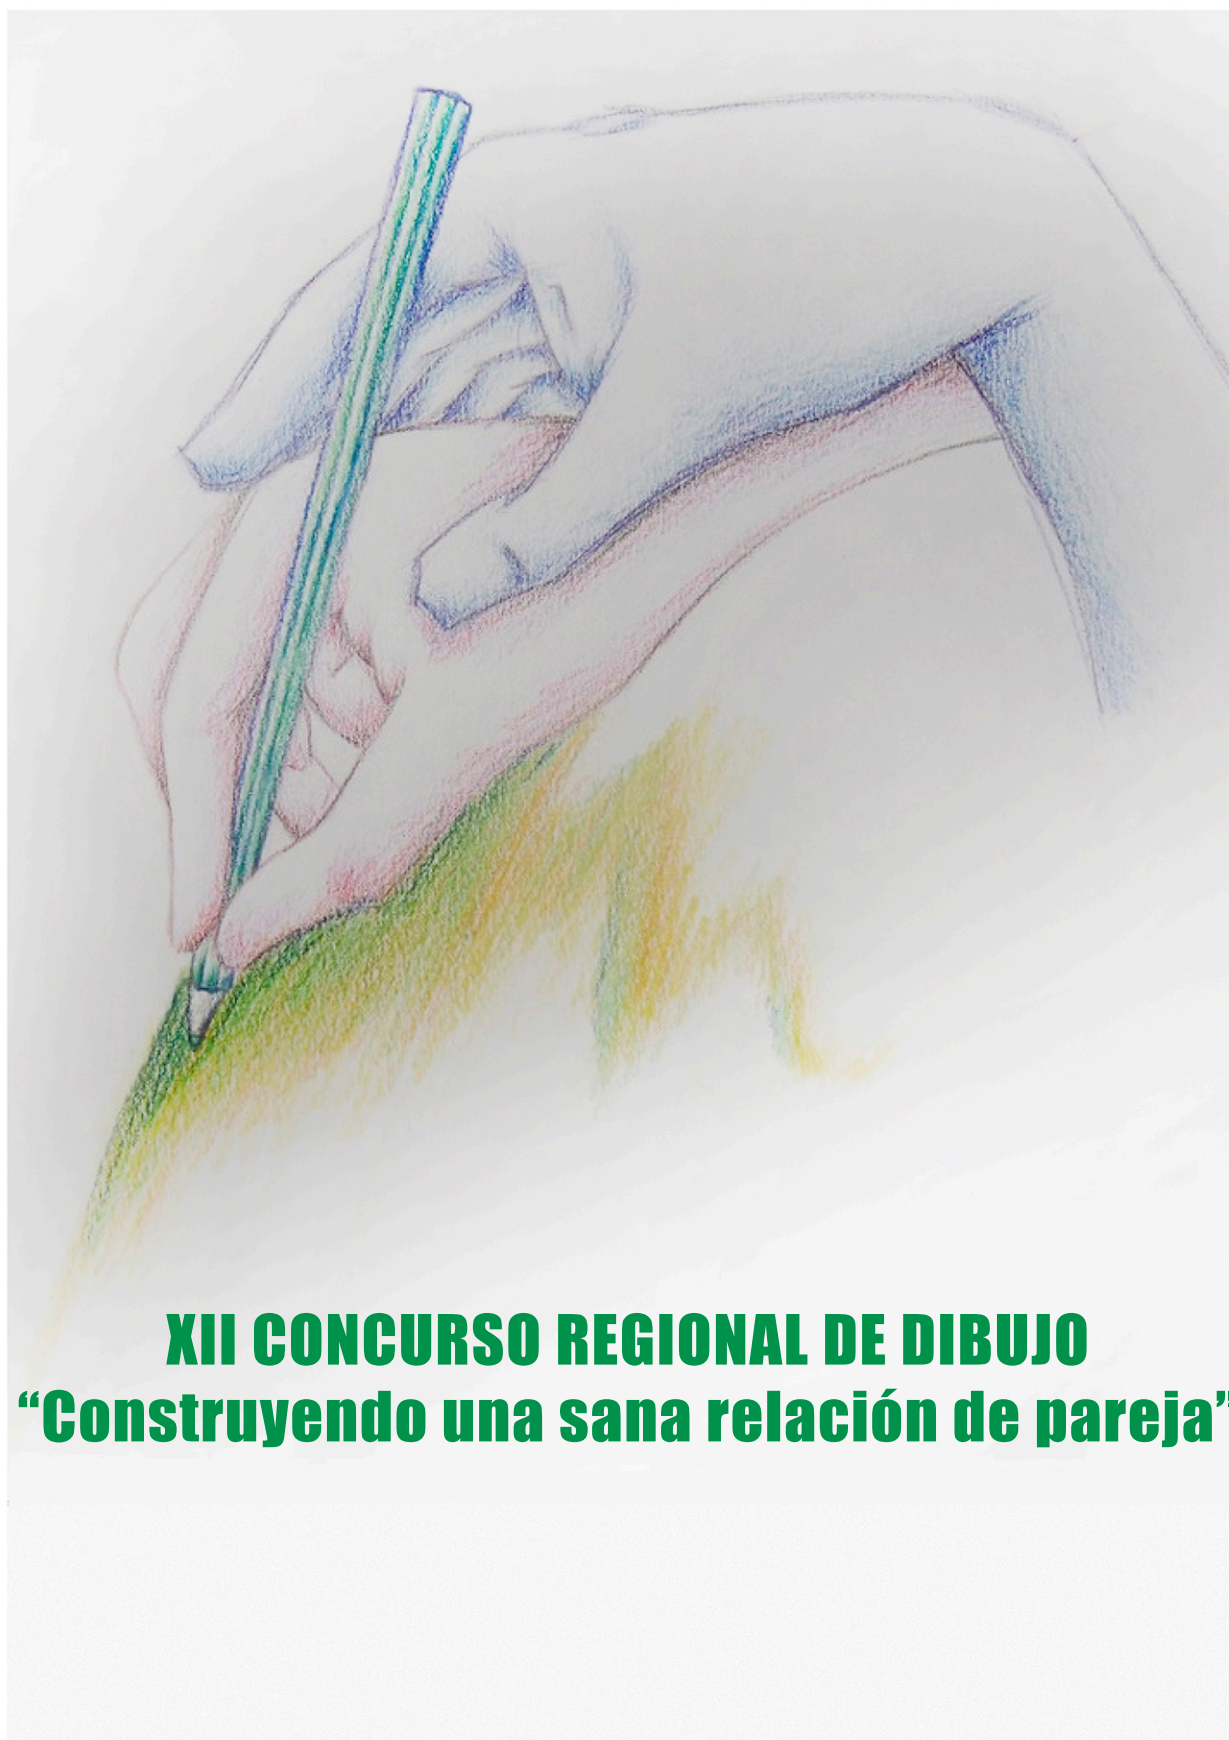 XII CONCURSO REGIONAL DE DIBUJO
“Construyendo una sana relación de pareja”